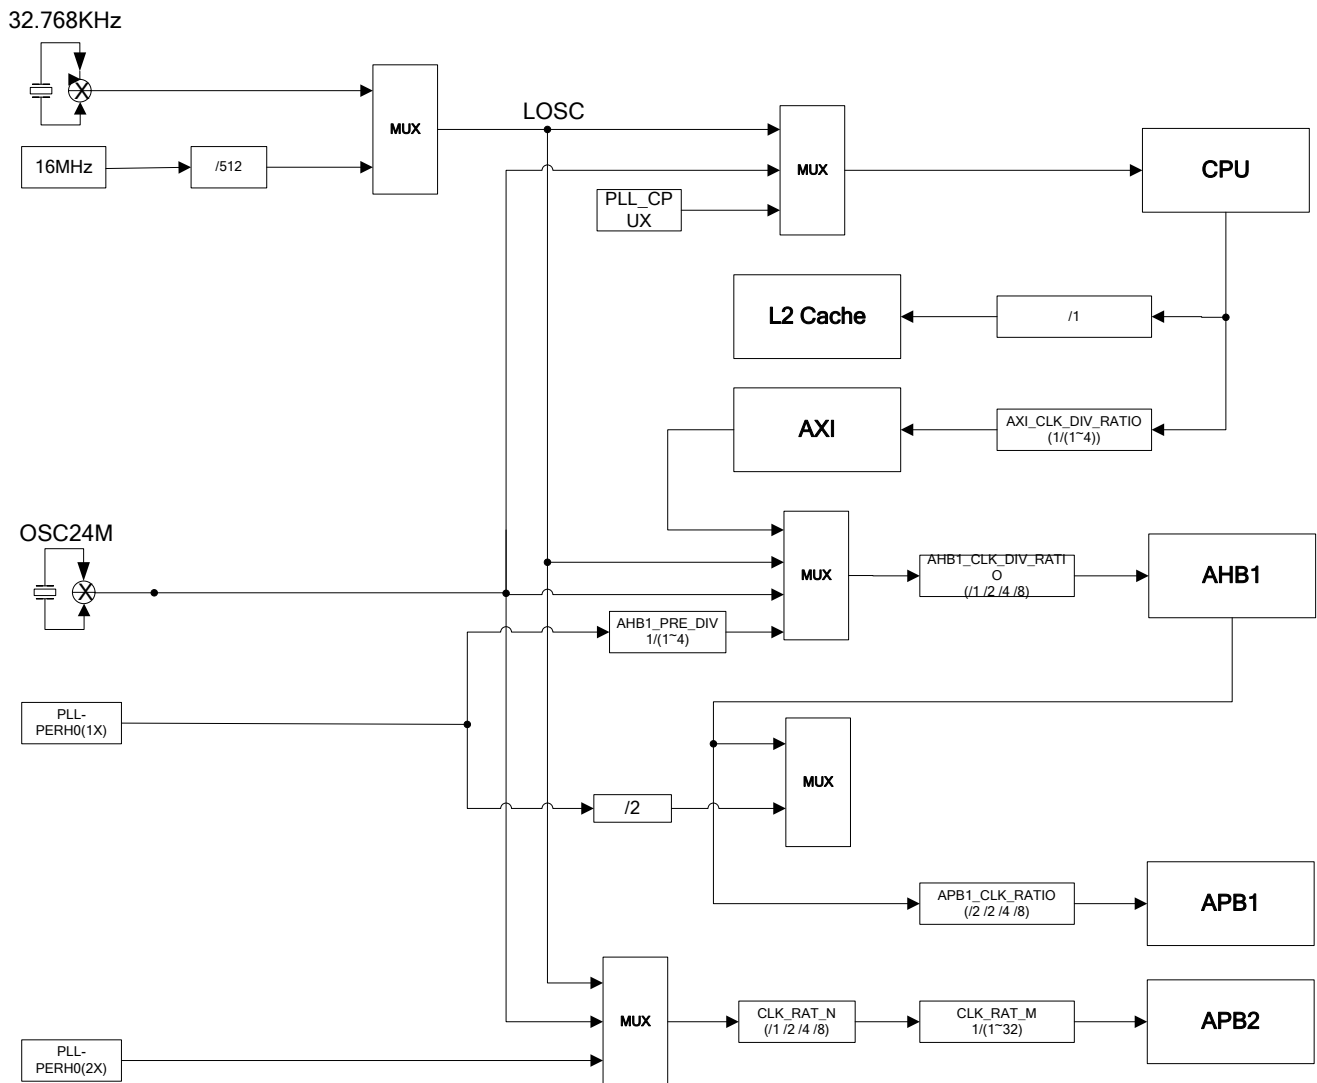 32.768KHz
MUX
LOSC
16MHz
/512
MUX
CPU
PLL_CP
UX
L2 Cache
/1
AXI
AXI_CLK_DIV_RATIO
(1/(1~4))
OSC24M
MUX
AHB1_CLK_DIV_RATI
O
(/1 /2 /4 /8)
AHB1
AHB1_PRE_DIV
1/(1~4)
PLL-
PERH0(1X)
MUX
/2
APB1_CLK_RATIO
(/2 /2 /4 /8)
APB1
MUX
CLK_RAT_N
(/1 /2 /4 /8)
CLK_RAT_M
1/(1~32)
APB2
PLL-
PERH0(2X)